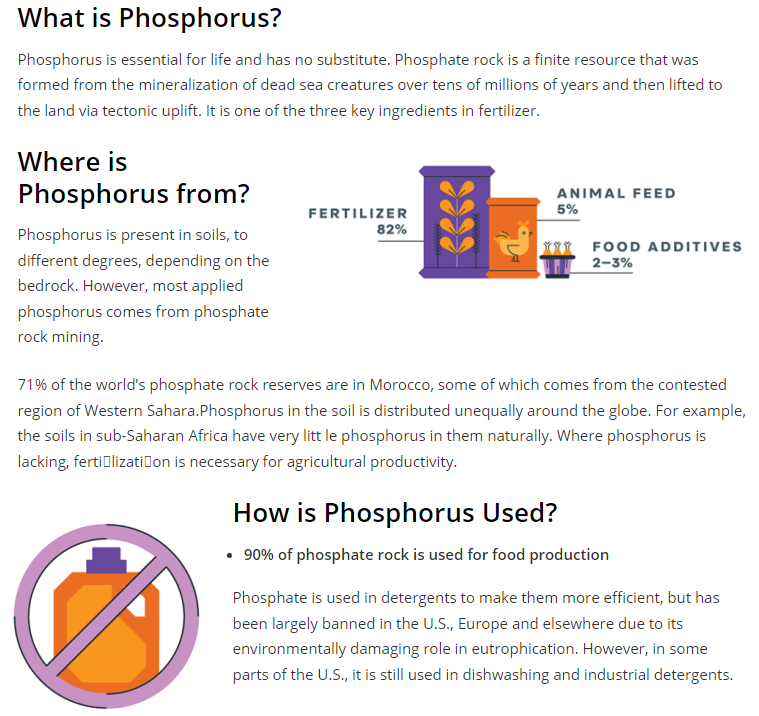 What is Phosphorus?
Phosphorus is essential for life and has no substitute. Phosphate rock is a finite resource that was
formed from the mineralization of dead sea creatures over tens of millions of years and then lifted to
the land via tectonic uplift. It is one of the three key ingredients in fertilizer.
Where is
Phosphorus from?
Phosphorus is present in soils, to
different degrees, depending on the
bedrock. However, most applied
phosphorus comes from phosphate
rock mining.
FERTILIZER
82%
ANIMAL FEED
5%
FOOD ADDITIVES
2–3%
71% of the world’s phosphate rock reserves are in Morocco, some of which comes from the contested
region of Western Sahara.Phosphorus in the soil is distributed unequally around the globe. For example,
the soils in sub-Saharan Africa have very litt le phosphorus in them naturally. Where phosphorus is
lacking, ferti▯lizati▯on is necessary for agricultural productivity.
How is Phosphorus Used?
• 90% of phosphate rock is used for food production
Phosphate is used in detergents to make them more efficient, but has
been largely banned in the U.S., Europe and elsewhere due to its
environmentally damaging role in eutrophication. However, in some
parts of the U.S., it is still used in dishwashing and industrial detergents.